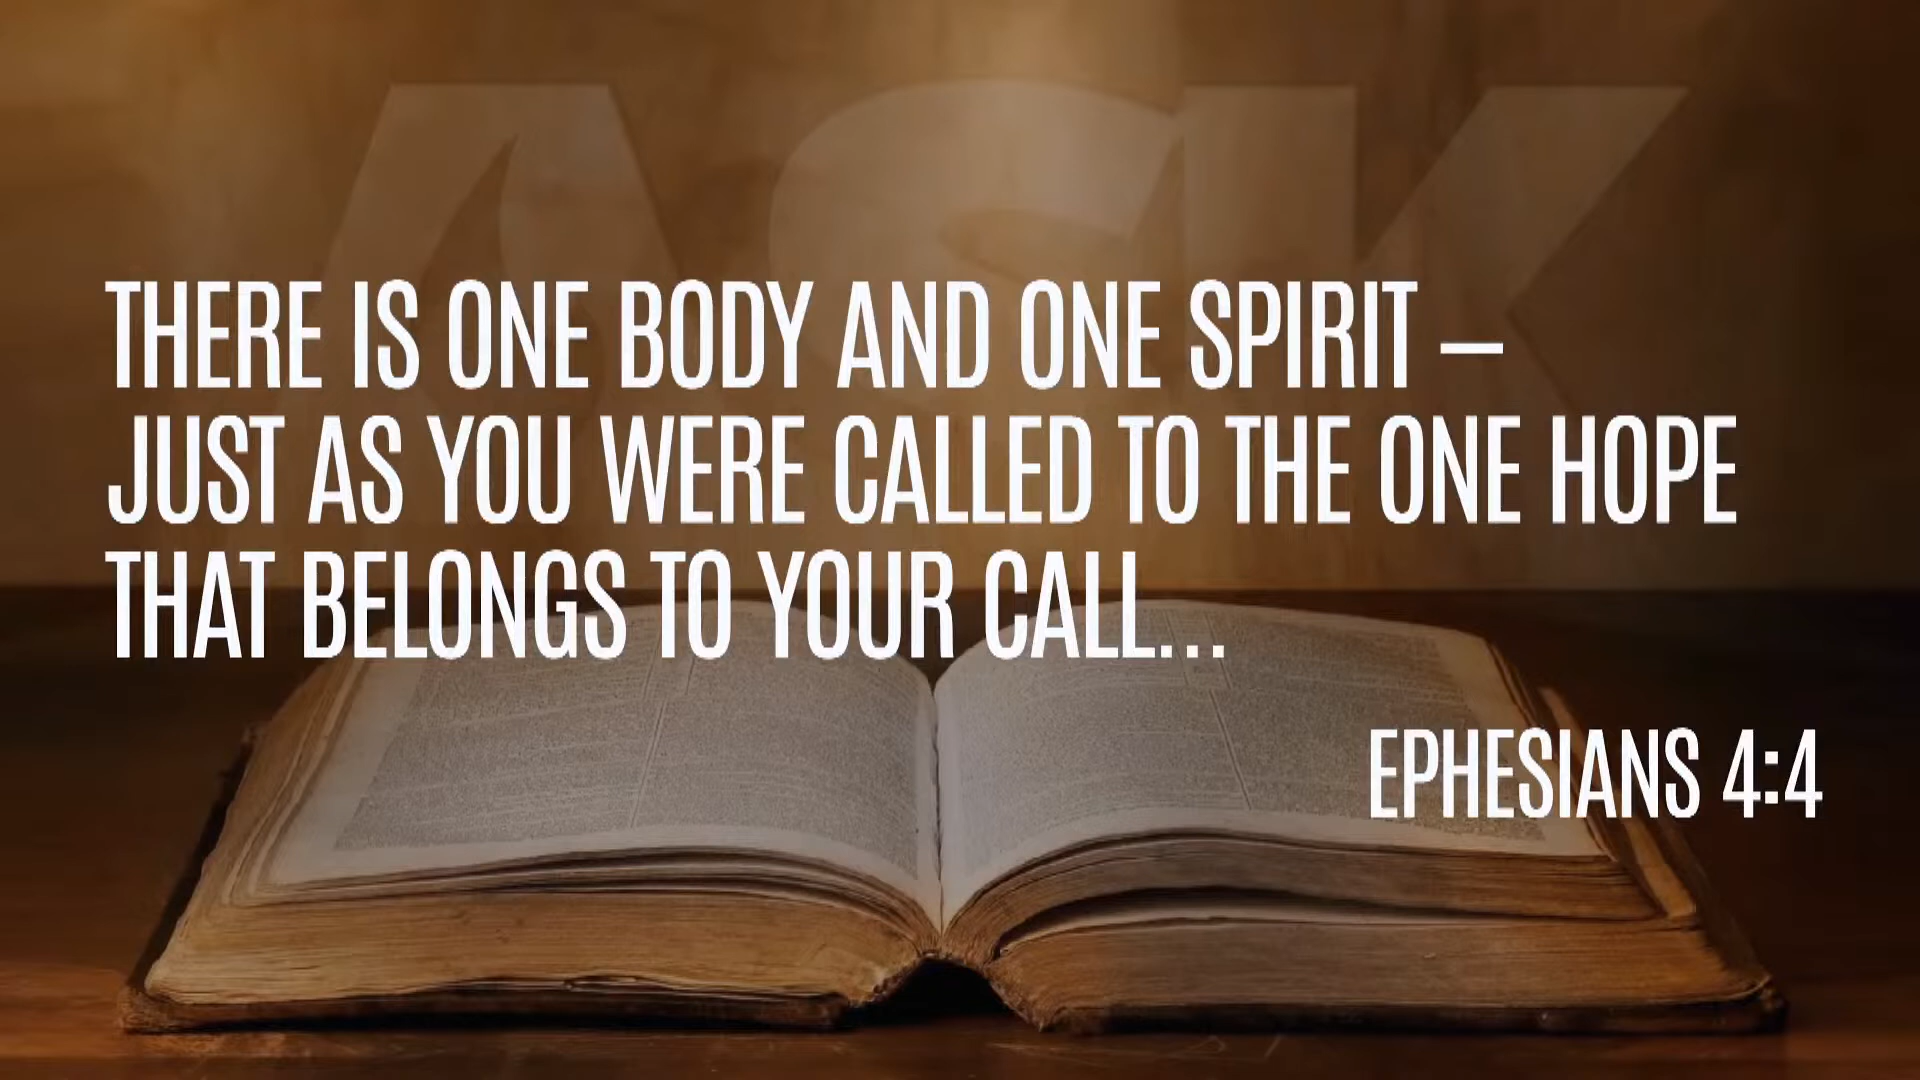 ASK
THERE IS ONE BODY AND ONE SPIRIT –
JUST AS YOU WERE CALLED TO THE ONE HOPE
THAT BELONGS TO YOUR CALL...
EPHESIANS 4:4